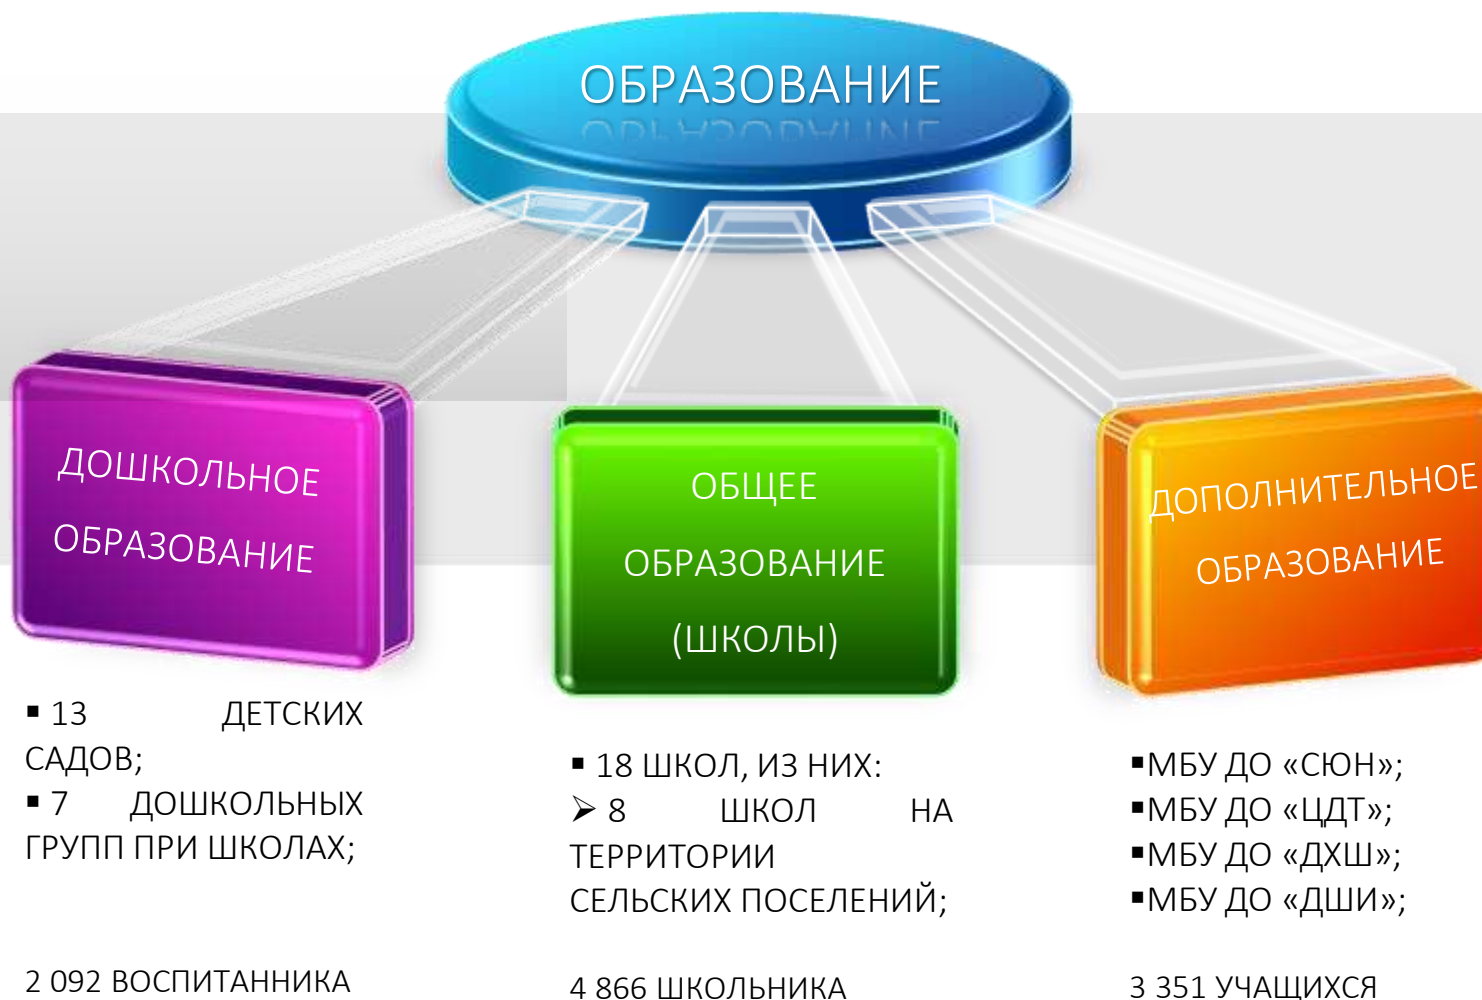 ОБРАЗОВАНИЕ
ДОШКОЛЬНОЕ
ОБРАЗОВАНИЕ
ОБЩЕЕ
ОБРАЗОВАНИЕ
(ШКОЛЫ)
ДОПОЛНИТЕЛЬНОЕ
ОБРАЗОВАНИЕ
▪ 13 ДЕТСКИХ
САДОВ;
▪ 7 ДОШКОЛЬНЫХ
ГРУПП ПРИ ШКОЛАХ;
2 092 ВОСПИТАННИКА
▪ 18 ШКОЛ, ИЗ НИХ:
➢ 8 ШКОЛ НА
ТЕРРИТОРИИ
СЕЛЬСКИХ ПОСЕЛЕНИЙ;
4 866 ШКОЛЬНИКА
▪МБУ ДО «СЮН»;
▪МБУ ДО «ЦДТ»;
▪МБУ ДО «ДХШ»;
▪МБУ ДО «ДШИ»;
3 351 УЧАЩИХСЯ